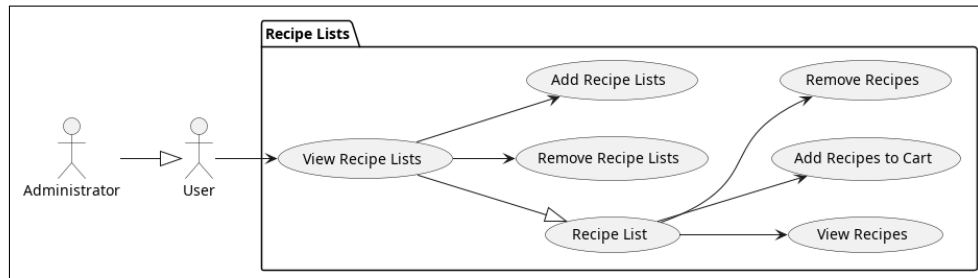 Recipe Lists
Add Recipe Lists
Remove Recipes
View Recipe Lists
Remove Recipe Lists
Add Recipes to Cart
Administrator
User
Recipe List
View Recipes